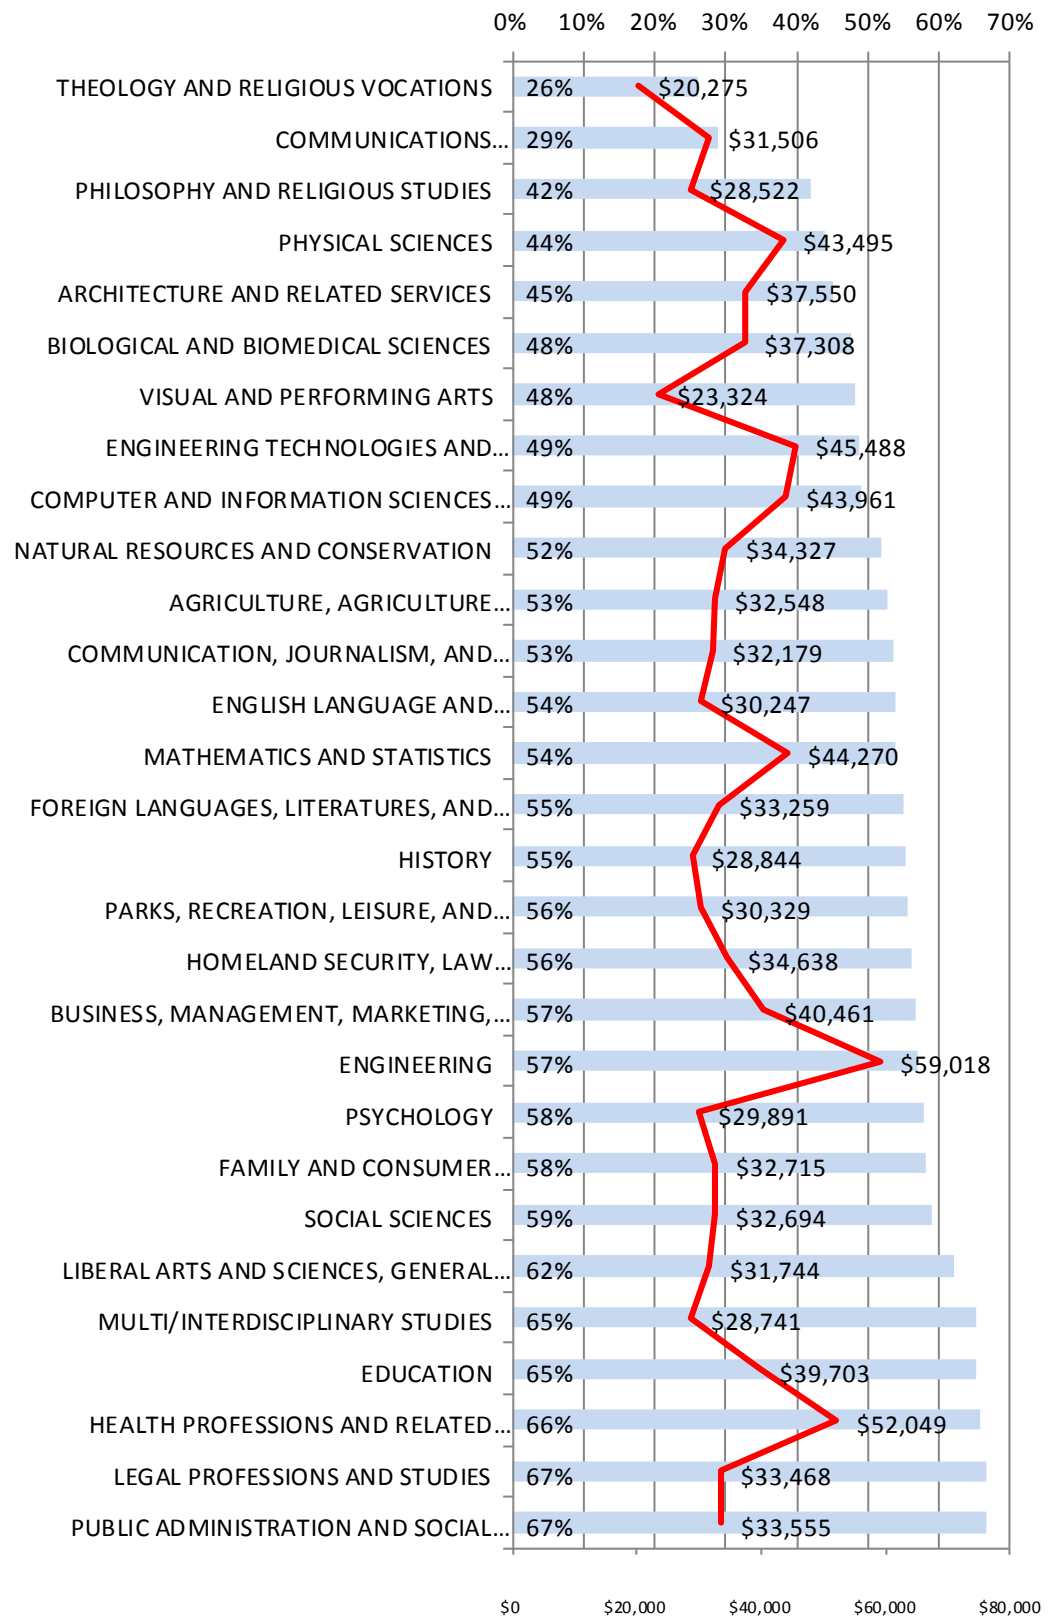 0% 10% 20% 30% 40% 50% 60% 70%
THEOLOGY AND RELIGIOUS VOCATIONS 26% $20,275
COMMUNICATIONS... 29% $31,506
PHILOSOPHY AND RELIGIOUS STUDIES 42% $28,522
PHYSICAL SCIENCES 44% $43,495
ARCHITECTURE AND RELATED SERVICES 45% $37,550
BIOLOGICAL AND BIOMEDICAL SCIENCES 48% $37,308
VISUAL AND PERFORMING ARTS 48% $23,324
ENGINEERING TECHNOLOGIES AND... 49% $45,488
COMPUTER AND INFORMATION SCIENCES... 49% $43,961
NATURAL RESOURCES AND CONSERVATION 52% $34,327
AGRICULTURE, AGRICULTURE... 53% $32,548
COMMUNICATION, JOURNALISM, AND... 53% $32,179
ENGLISH LANGUAGE AND... 54% $30,247
MATHEMATICS AND STATISTICS 54% $44,270
FOREIGN LANGUAGES, LITERATURES, AND... 55% $33,259
HISTORY 55% $28,844
PARKS, RECREATION, LEISURE, AND... 56% $30,329
HOMELAND SECURITY, LAW... 56% $34,638
BUSINESS, MANAGEMENT, MARKETING,... 57% $40,461
ENGINEERING 57% $59,018
PSYCHOLOGY 58% $29,891
FAMILY AND CONSUMER... 58% $32,715
SOCIAL SCIENCES 59% $32,694
LIBERAL ARTS AND SCIENCES, GENERAL... 62% $31,744
MULTI/INTERDISCIPLINARY STUDIES 65% $28,741
EDUCATION 65% $39,703
HEALTH PROFESSIONS AND RELATED... 66% $52,049
LEGAL PROFESSIONS AND STUDIES 67% $33,468
PUBLIC ADMINISTRATION AND SOCIAL... 67% $33,555
$0 $20,000 $40,000 $60,000 $80,000